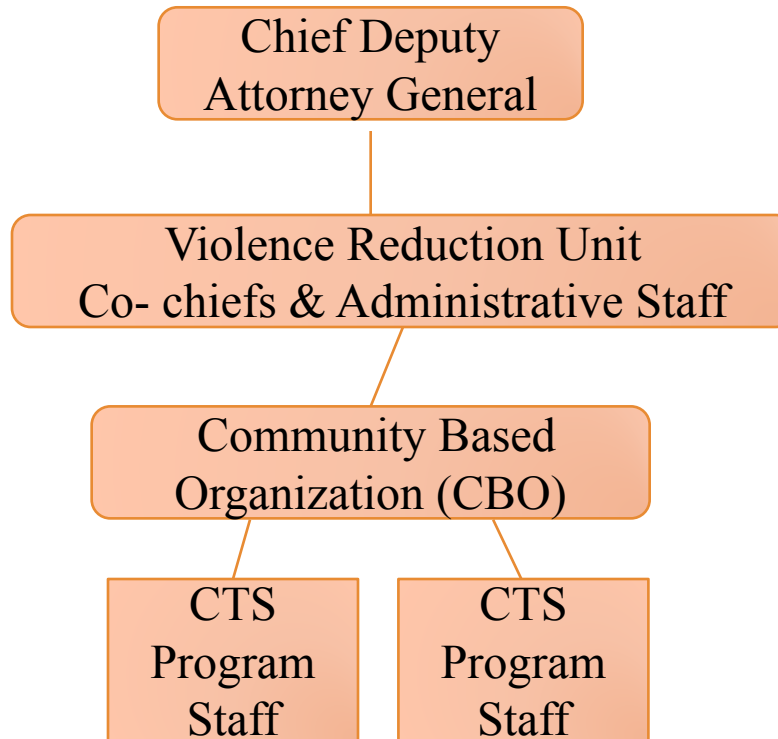 Chief Deputy
Attorney General
Violence Reduction Unit
Co- chiefs & Administrative Staff
Community Based
Organization (CBO)
CTS
Program
Staff
CTS
Program
Staff